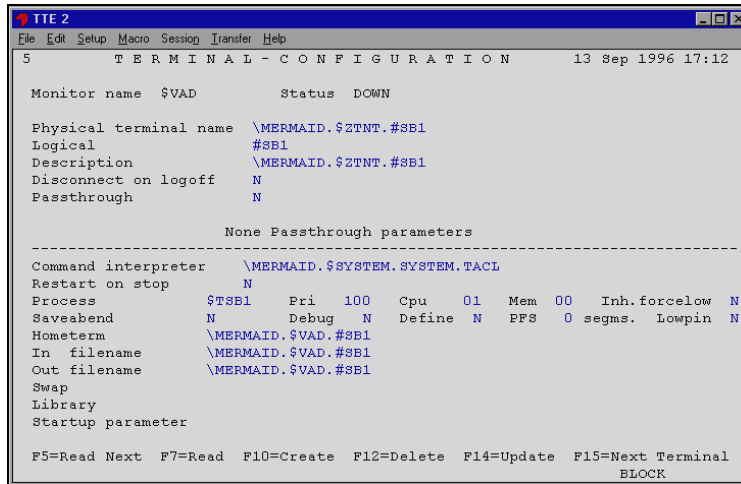 TTE 2
File Edit Setup Macro Session Transfer Help
5 T E R M I N A L - C O N F I G U R A T I O N 13 Sep 1996 17:12
Monitor name $VAD Status DOWN
Physical terminal name \MERMAID.$ZTNT.#SB1
Logical #SB1
Description \MERMAID.$ZTNT.#SB1
Disconnect on logoff N
Passthrough N
None Passthrough parameters
Command interpreter \MERMAID.$SYSTEM.SYSTEM.TACL
Restart on stop N
Process $TSB1 Pri 100 Cpu 01 Mem 00 Inh.forcelow N
Saveabend N Debug N Define N PFS 0 segms. Lowpin N
Hometerm \MERMAID.$VAD.#SB1
In filename \MERMAID.$VAD.#SB1
Out filename \MERMAID.$VAD.#SB1
Swap
Library
Startup parameter
F5=Read Next F7=Read F10=Create F12=Delete F14=Update F15=Next Terminal
BLOCK